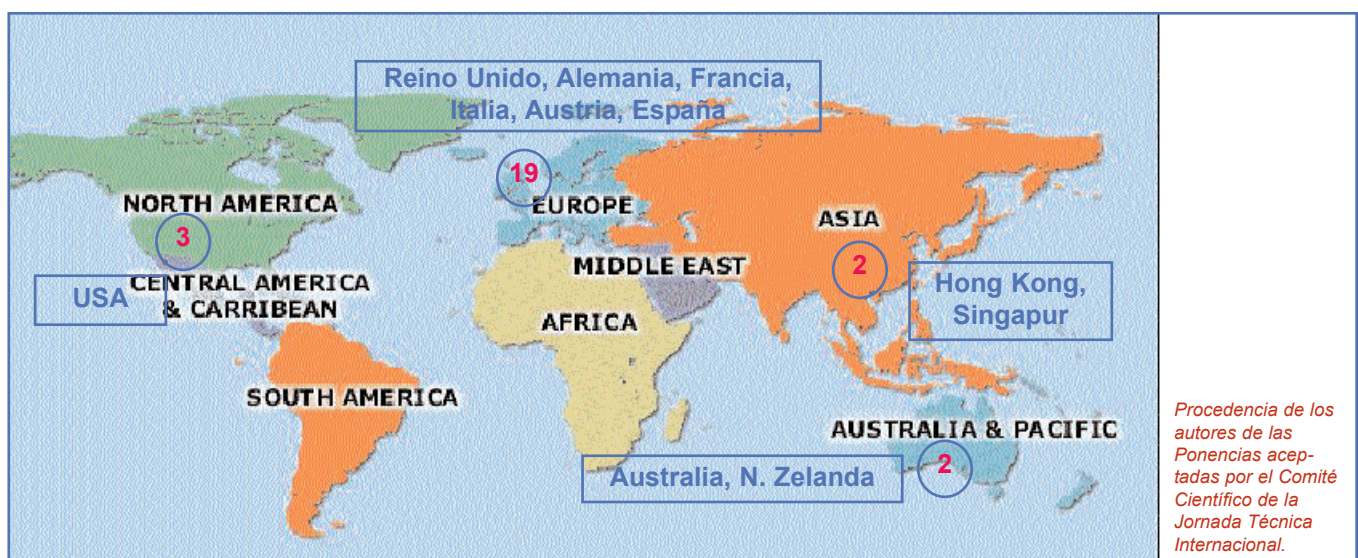 Reino Unido, Alemania, Francia,
Italia, Austria, España
19
NORTH AMERICA
EUROPE
ASIA
3
MIDDLE EAST
2
CENTRAL AMERICA
& CARRIBEAN
USA
Hong Kong,
Singapur
AFRICA
SOUTH AMERICA
AUSTRALIA & PACIFIC
Australia, N. Zelanda
2
Procedencia de los
autores de las
Ponencias acep-
tadas por el Comité
Científico de la
Jornada Técnica
Internacional.